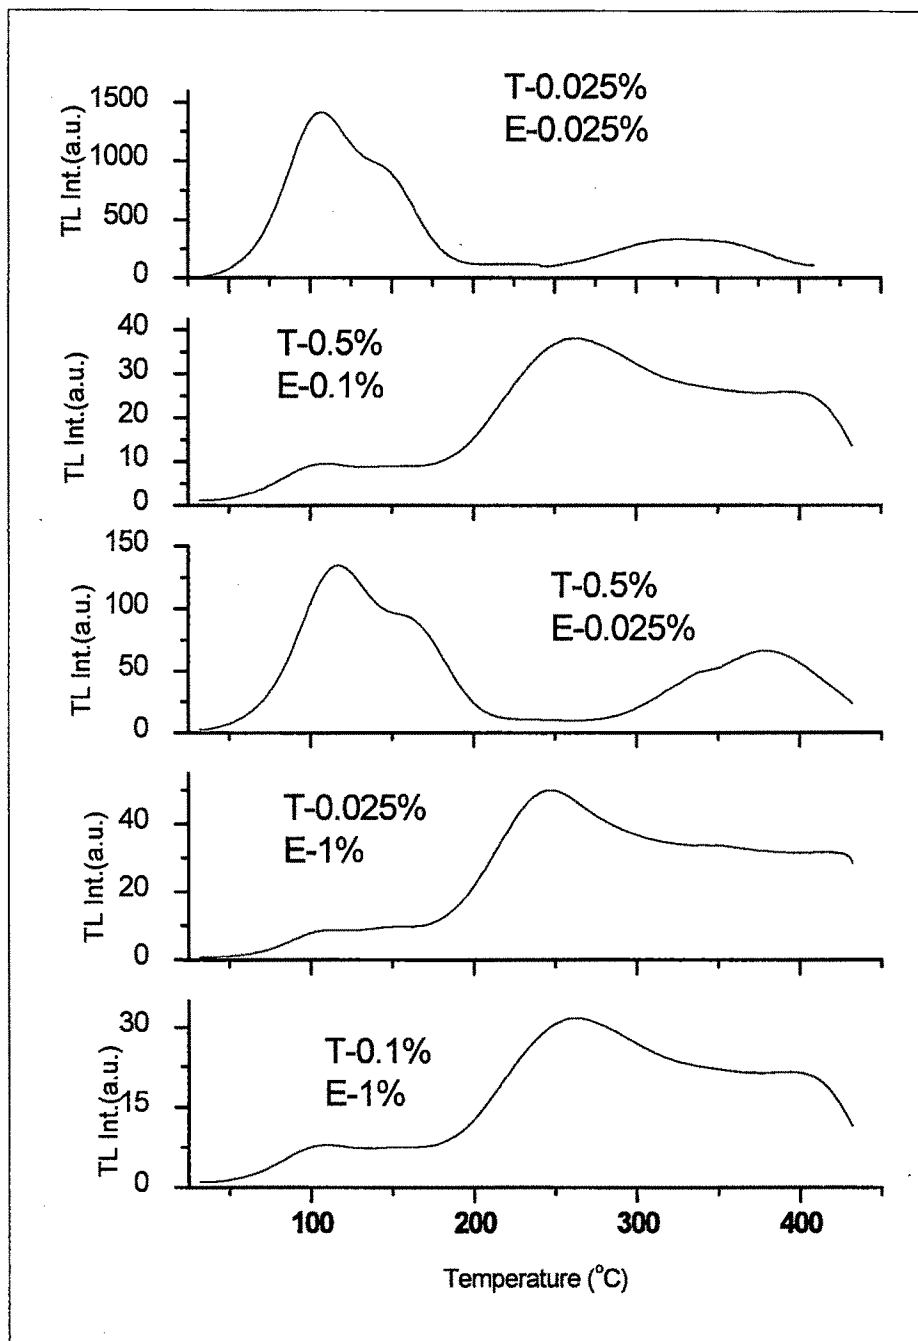 T-0.025%
E-0.025%
TL Int.(a.u.)
1500
1000
500
0
T-0.5%
E-0.1%
TL Int.(a.u.)
40
30
20
10
0
T-0.5%
E-0.025%
TL Int.(a.u.)
150
100
50
0
T-0.025%
E-1%
TL Int.(a.u.)
40
20
0
T-0.1%
E-1%
TL Int.(a.u.)
30
15
0
100 200 300 400
Temperature (°C)